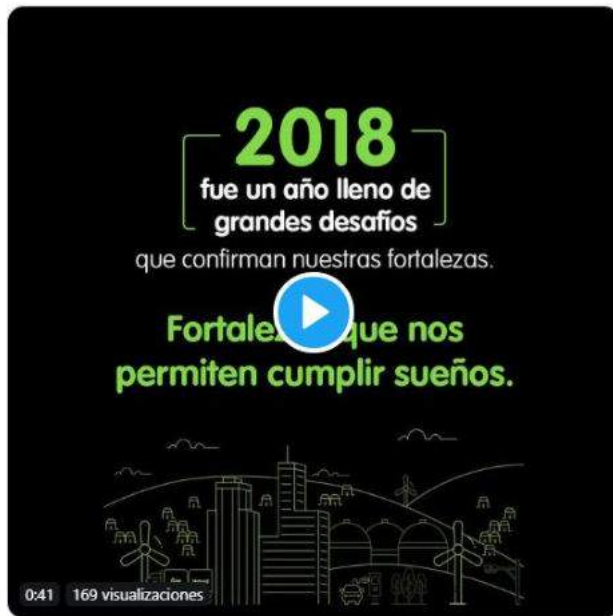 2018
fue un año lleno de
grandes desafíos
que confirman nuestras fortalezas.
que nos
permiten cumplir sueños.
0:41 169 visualizaciones